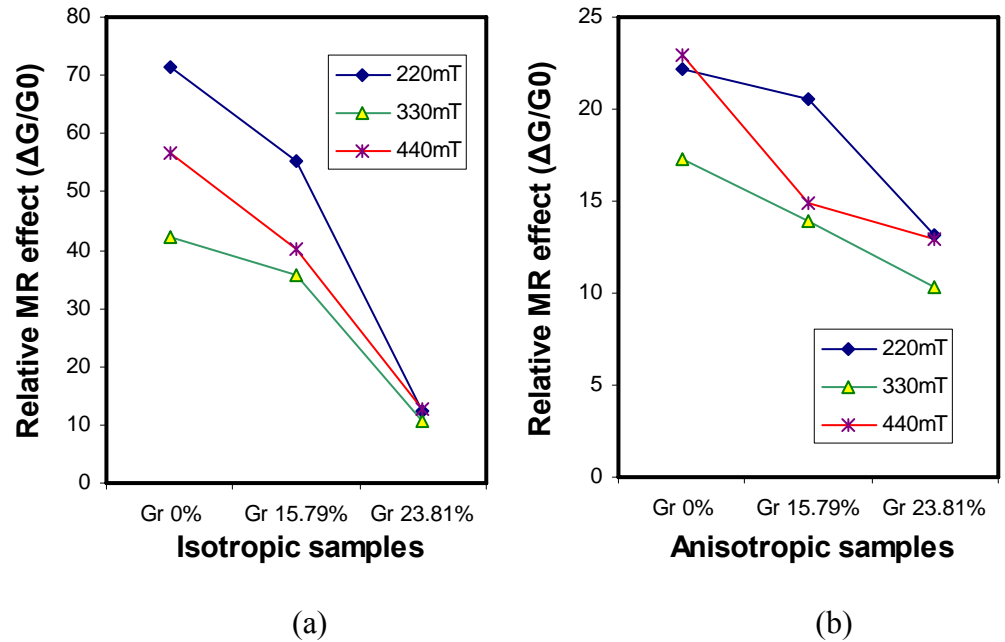 Relative MR effect (ΔG/G0)
80
70
60
50
40
30
20
10
0
220mT
330mT
440mT
Gr 0%
Gr 15.79%
Gr 23.81%
Isotropic samples
(a)
Relative MR effect (ΔG/G0)
25
20
15
10
5
0
220mT
330mT
440mT
Gr 0%
Gr 15.79%
Gr 23.81%
Anisotropic samples
(b)